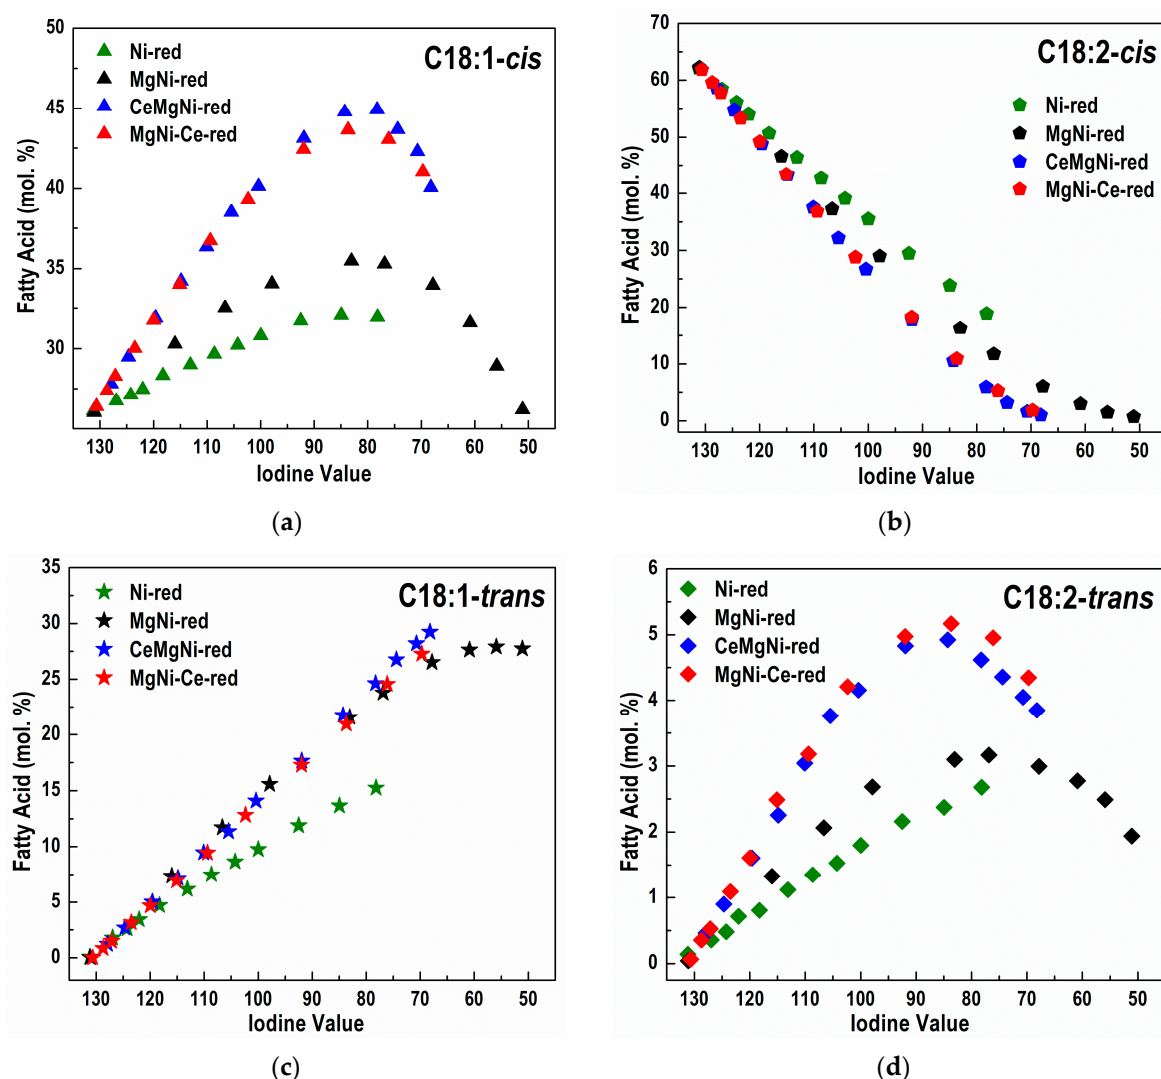 C18:1-cis
Ni-red
MgNi-red
CeMgNi-red
MgNi-Ce-red
Fatty Acid (mol. %)
50
45
40
35
30
130 120 110 100 90 80 70 60 50
Iodine Value
(a)
C18:2-cis
Ni-red
MgNi-red
CeMgNi-red
MgNi-Ce-red
Fatty Acid (mol. %)
70
60
50
40
30
20
10
0
130 120 110 100 90 80 70 60 50
Iodine Value
(b)
C18:1-trans
Ni-red
MgNi-red
CeMgNi-red
MgNi-Ce-red
Fatty Acid (mol. %)
35
30
25
20
15
10
5
0
130 120 110 100 90 80 70 60 50
Iodine Value
(c)
C18:2-trans
Ni-red
MgNi-red
CeMgNi-red
MgNi-Ce-red
Fatty Acid (mol. %)
6
5
4
3
2
1
0
130 120 110 100 90 80 70 60 50
Iodine Value
(d)